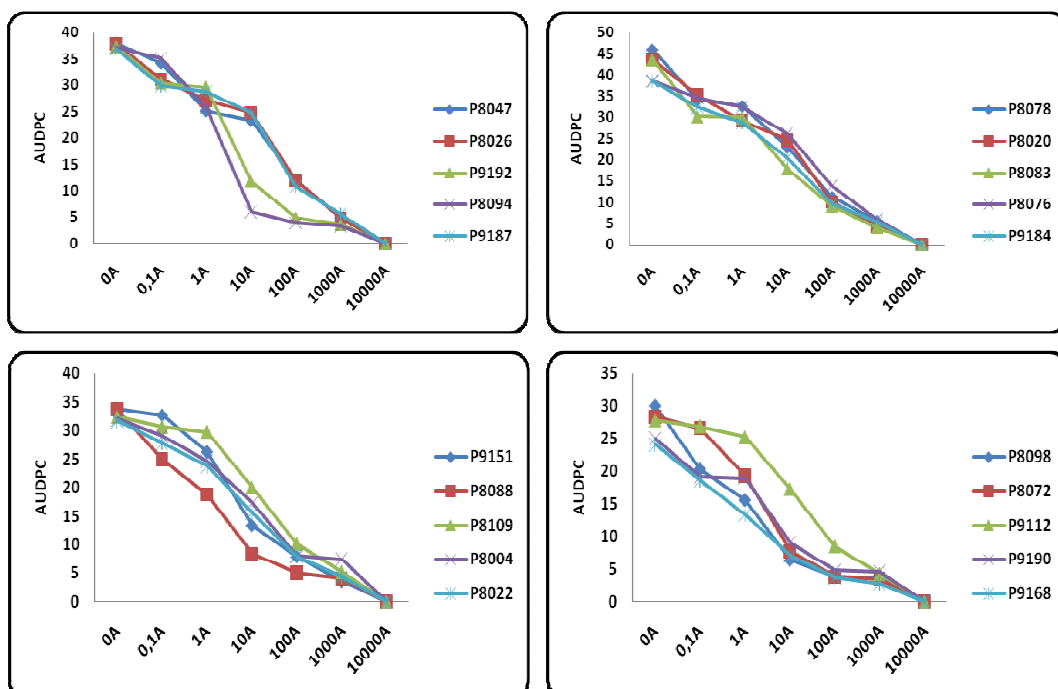 40
35
30
25
20
15
10
5
0
AUDPC
0A
0,1A
1A
10A
100A
1000A
10000A
P8047
P8026
P9192
P8094
P9187
50
45
40
35
30
25
20
15
10
5
0
AUDPC
0A
0,1A
1A
10A
100A
1000A
10000A
P8078
P8020
P8083
P8076
P9184
40
35
30
25
20
15
10
5
0
AUDPC
0A
0,1A
1A
10A
100A
1000A
10000A
P9151
P8088
P8109
P8004
P8022
35
30
25
20
15
10
5
0
AUDPC
0A
0,1A
1A
10A
100A
1000A
10000A
P8098
P8072
P9112
P9190
P9168